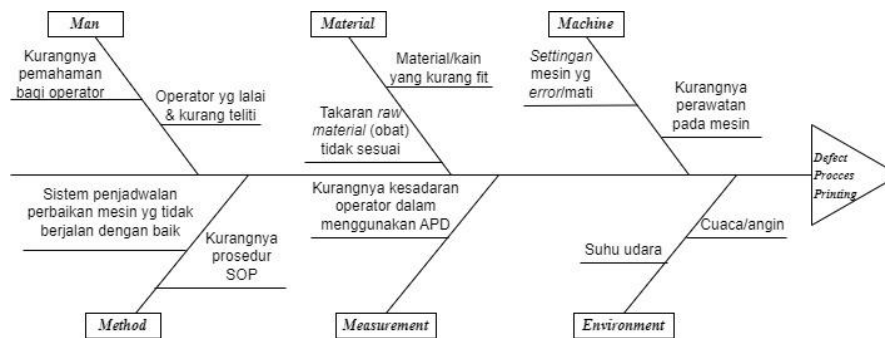 Man
Material
Machine
Kurangnya
pemahaman
bagi operator
Operator yg lalai
& kurang teliti
Material/kain
yang kurang fit
Takaran raw
material (obat)
tidak sesuai
Settingan
mesin yg
error/mati
Kurangnya
perawatan
pada mesin
Defect
Procces
Printing
Sistem penjadwalan
perbaikan mesin yg tidak
berjalan dengan baik
Kurangnya
prosedur
SOP
Kurangnya kesadaran
operator dalam
menggunakan APD
Suhu udara
Cuaca/angin
Method
Measurement
Environment